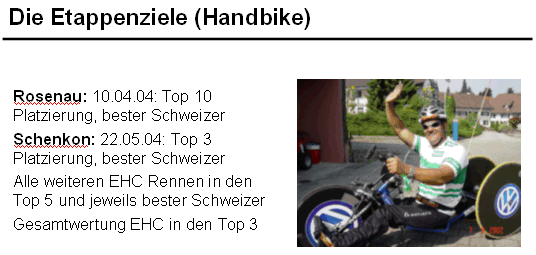 Die Etappenziele (Handbike)
Rosenau: 10.04.04: Top 10
Platzierung, bester Schweizer
Schenkon: 22.05.04: Top 3
Platzierung, bester Schweizer
Alle weiteren EHC Rennen in den
Top 5 und jeweils bester Schweizer
Gesamtwertung EHC in den Top 3